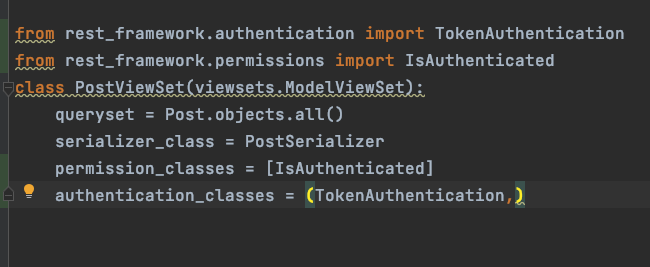 from rest_framework.authentication import TokenAuthentication
from rest_framework.permissions import IsAuthenticated
class PostViewSet(viewsets.ModelViewSet):
    queryset = Post.objects.all()
    serializer_class = PostSerializer
    permission_classes = [IsAuthenticated]
    authentication_classes = (TokenAuthentication,)